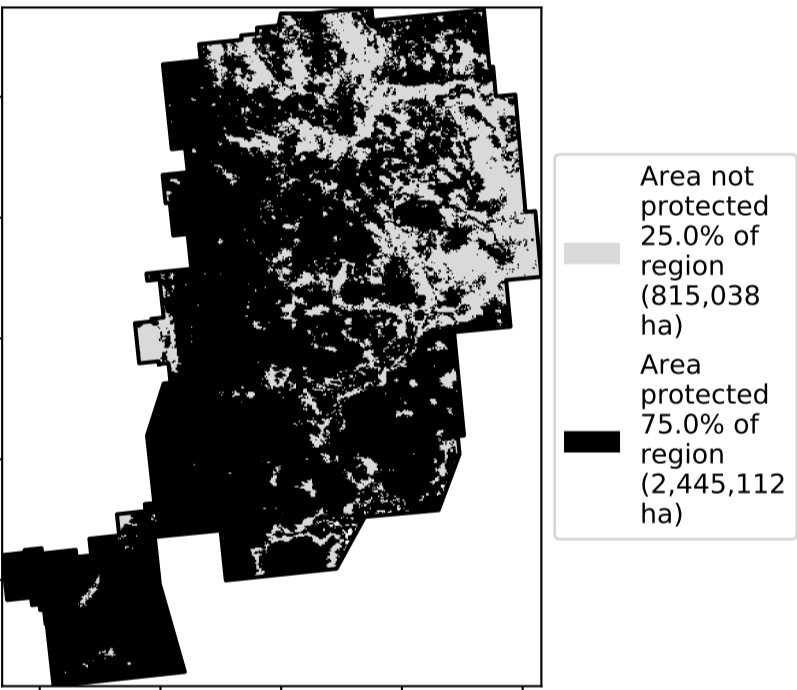 Area not
protected
25.0% of
region
(815,038
ha)
Area
protected
75.0% of
region
(2,445,112
ha)